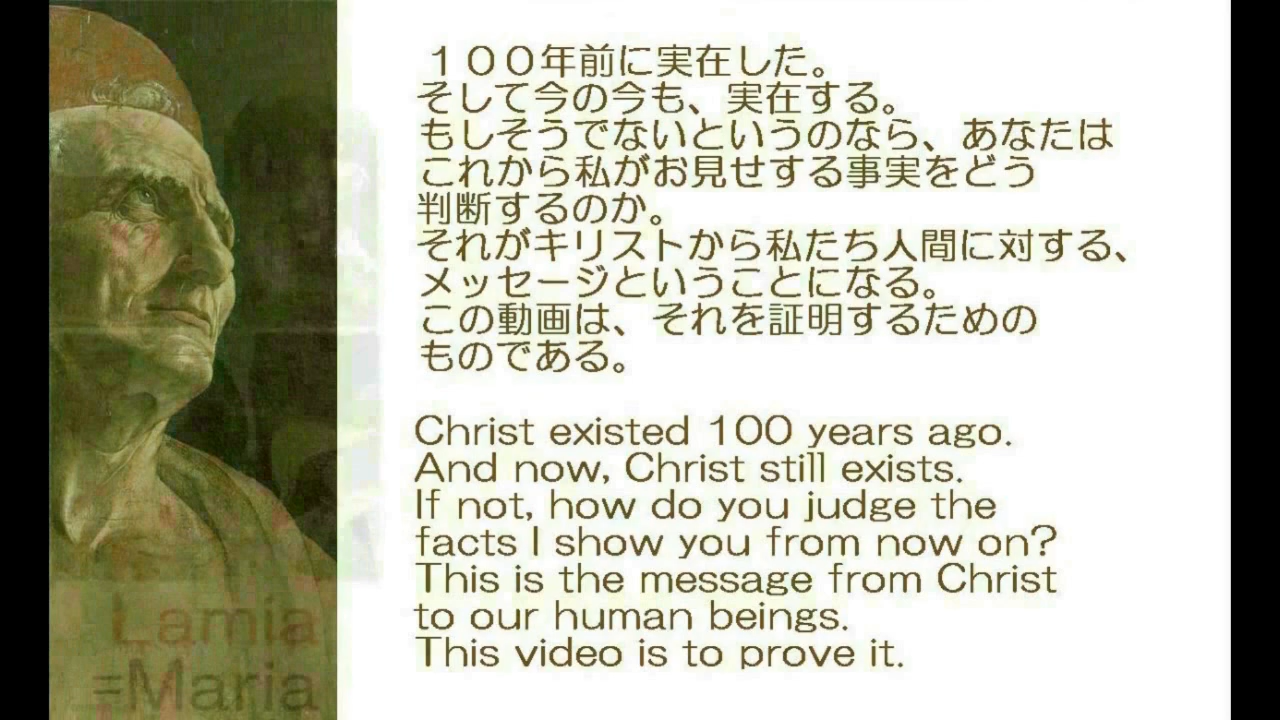 １００年前に実在した。
そして今の今も、実在する。
もしそうでないというのなら、あなたは
これから私がお見せする事実をどう
判断するのか。
それがキリストから私たち人間に対する、
メッセージということになる。
この動画は、それを証明するための
ものである。
Christ existed 100 years ago.
And now, Christ still exists.
If not, how do you judge the
facts I show you from now on?
This is the message from Christ
to our human beings.
This video is to prove it.
Lamia
=Maria